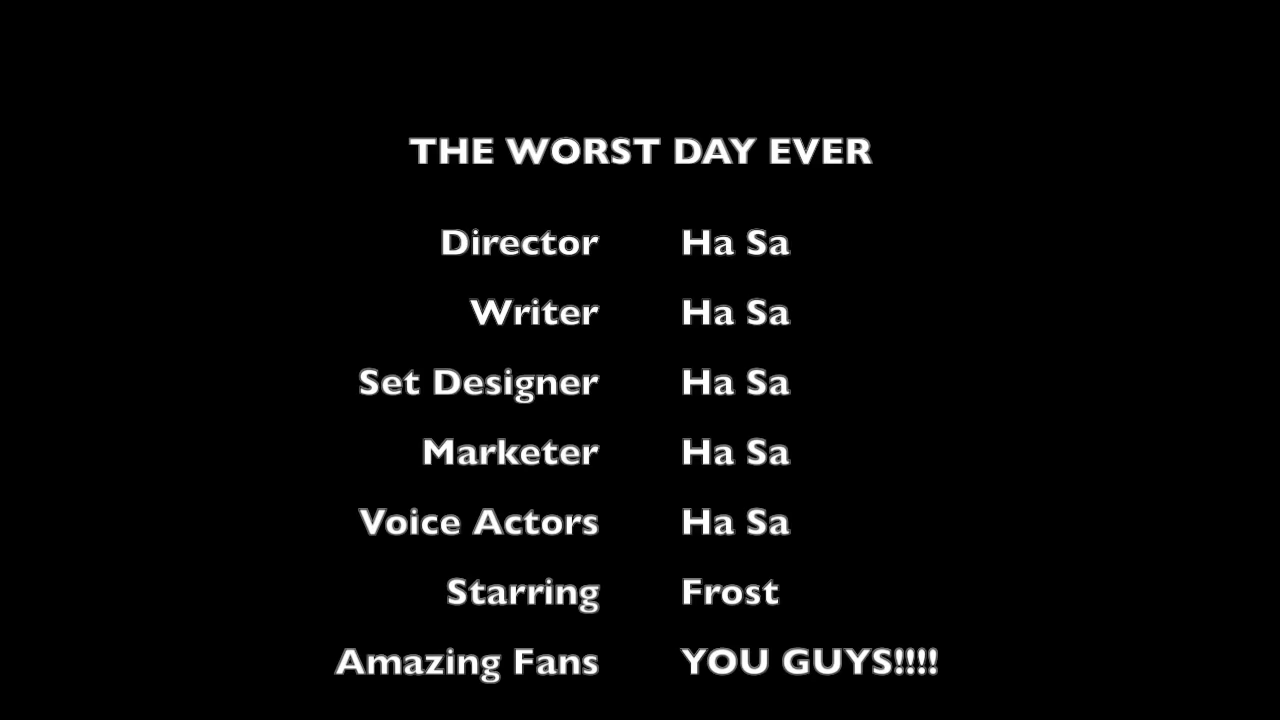 THE WORST DAY EVER
Director Ha Sa
Writer Ha Sa
Set Designer Ha Sa
Marketer Ha Sa
Voice Actors Ha Sa
Starring Frost
Amazing Fans YOU GUYS!!!!